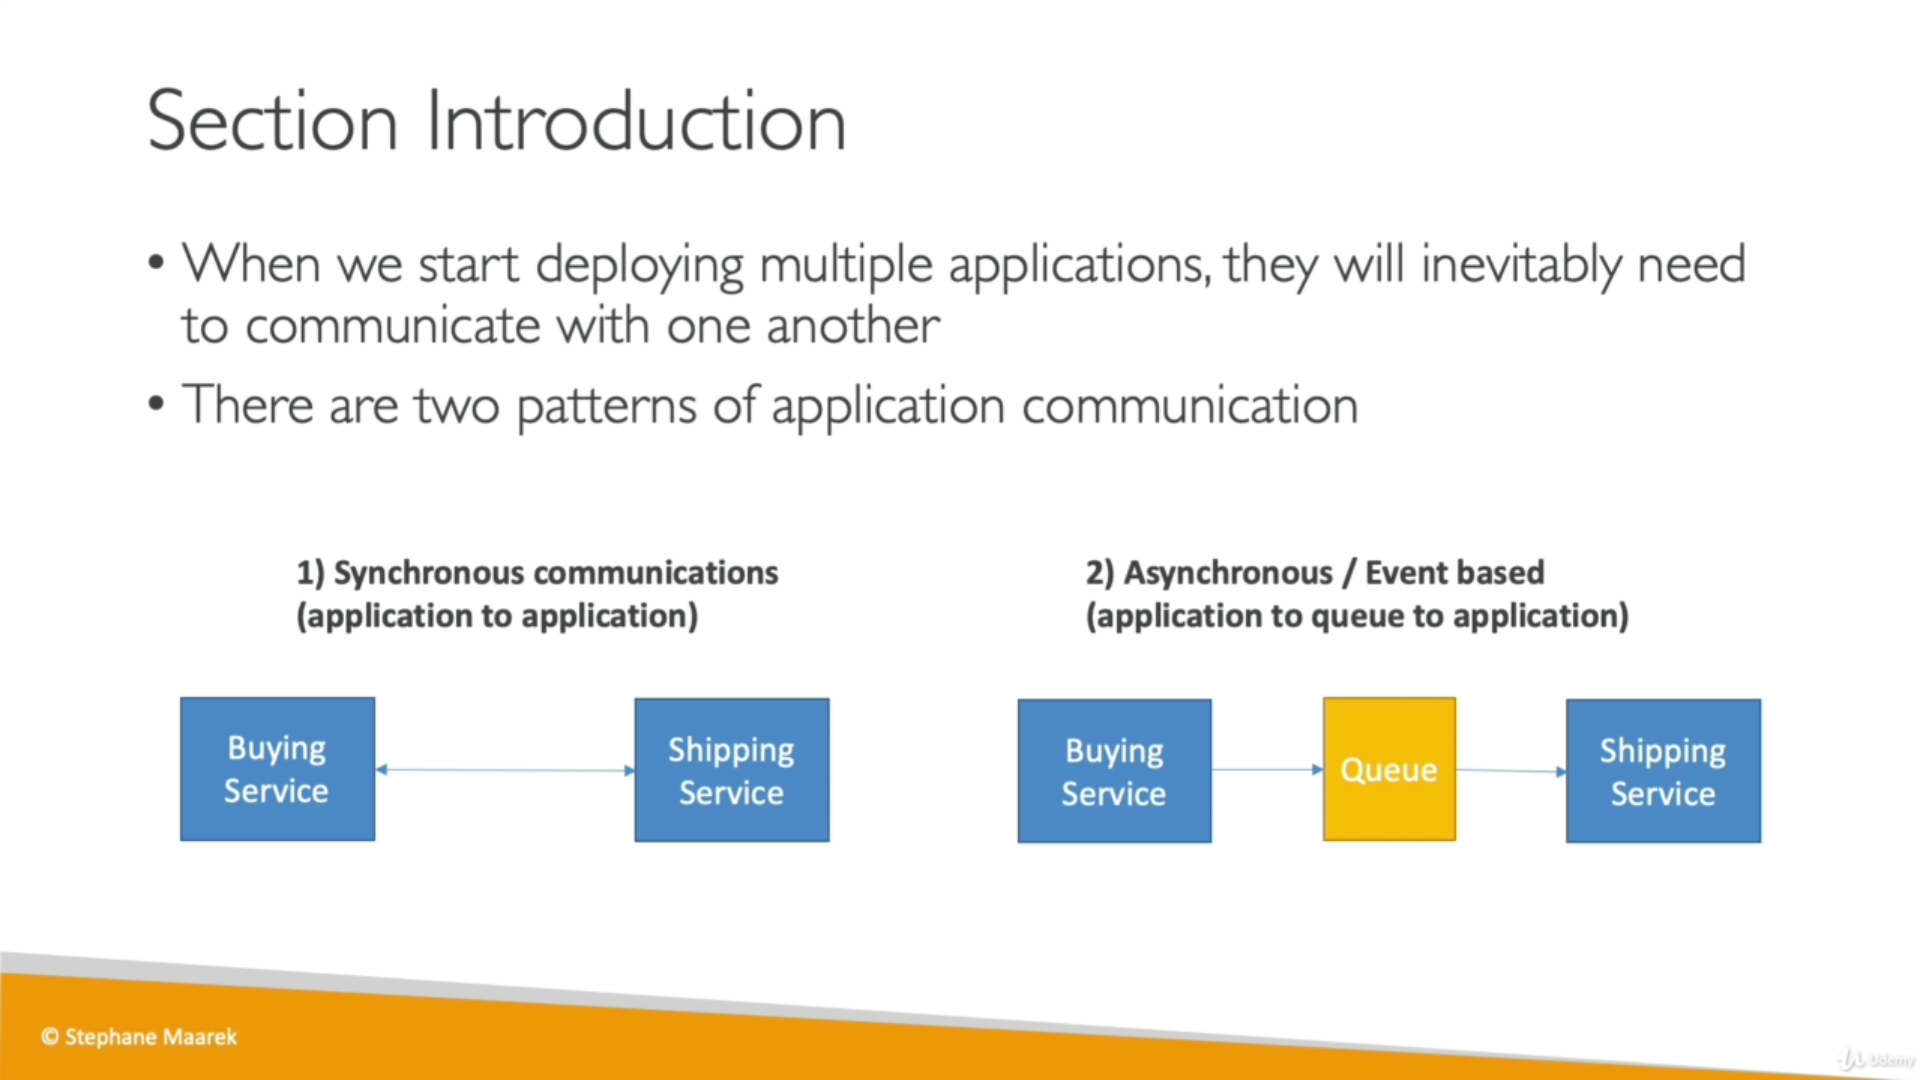 Section Introduction
• When we start deploying multiple applications, they will inevitably need
to communicate with one another
• There are two patterns of application communication
1) Synchronous communications
(application to application)
2) Asynchronous / Event based
(application to queue to application)
Buying
Service
Shipping
Service
Buying
Service
Queue
Shipping
Service
© Stephane Maarek
Udemy